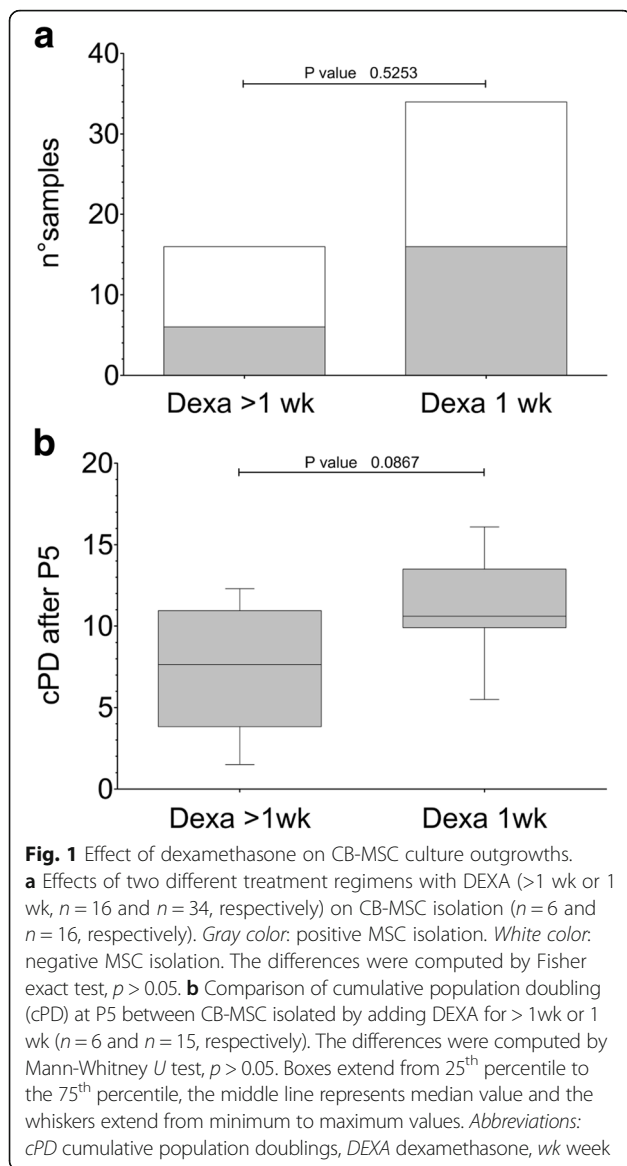 a
40
P value 0.5253
30
n°samples
20
10
0
Dexa >1 wk Dexa 1 wk
b
20
P value 0.0867
15
cPD after P5
10
5
0
Dexa >1wk Dexa 1wk
Fig. 1 Effect of dexamethasone on CB-MSC culture outgrowths.
a Effects of two different treatment regimens with DEXA (>1 wk or 1
wk, n = 16 and n = 34, respectively) on CB-MSC isolation (n = 6 and
n = 16, respectively). Gray color: positive MSC isolation. White color:
negative MSC isolation. The differences were computed by Fisher
exact test, p > 0.05. b Comparison of cumulative population doubling
(cPD) at P5 between CB-MSC isolated by adding DEXA for > 1wk or 1
wk (n = 6 and n = 15, respectively). The differences were computed by
Mann-Whitney U test, p > 0.05. Boxes extend from 25th percentile to
the 75th percentile, the middle line represents median value and the
whiskers extend from minimum to maximum values. Abbreviations:
cPD cumulative population doublings, DEXA dexamethasone, wk week